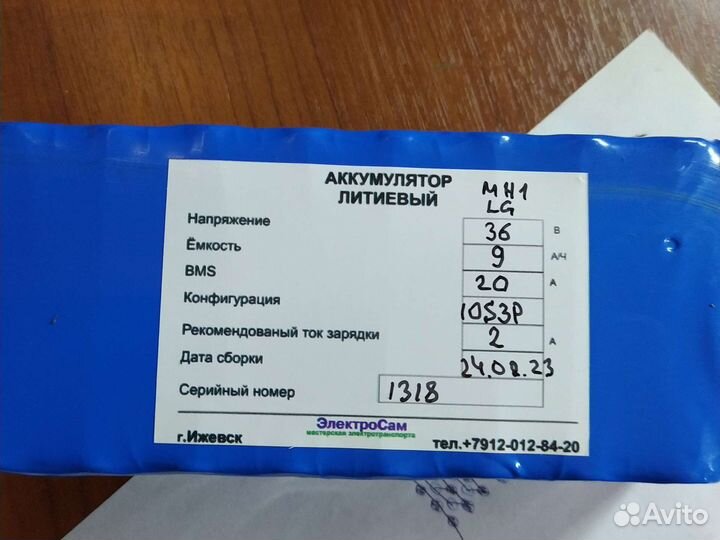 АККУМУЛЯТОР MH1
ЛИТИЕВЫЙ LG
Напряжение 36 В
Ёмкость 9 А/Ч
BMS 20 А
Конфигурация 10S3P
Рекомендованый ток зарядки 2 А
Дата сборки 24.08.23
Серийный номер 1318
ЭлектроСам
мастерская электротранспорта
г.Ижевск тел.+7912-012-84-20
Avito